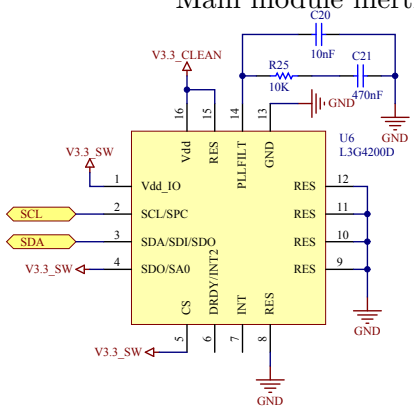 C20
10nF
V3.3_CLEAN
R25
10K
C21
470nF
GND
GND
16
15
14
13
Vdd
RES
PLLFILT
GND
U6
L3G4200D
V3.3_SW
1
Vdd_IO
RES
12
SCL
2
SCL/SPC
RES
11
SDA
3
SDA/SDI/SDO
RES
10
V3.3_SW
4
SDO/SA0
RES
9
CS
DRDY/INT2
INT
RES
GND
V3.3_SW
5
6
7
8
GND